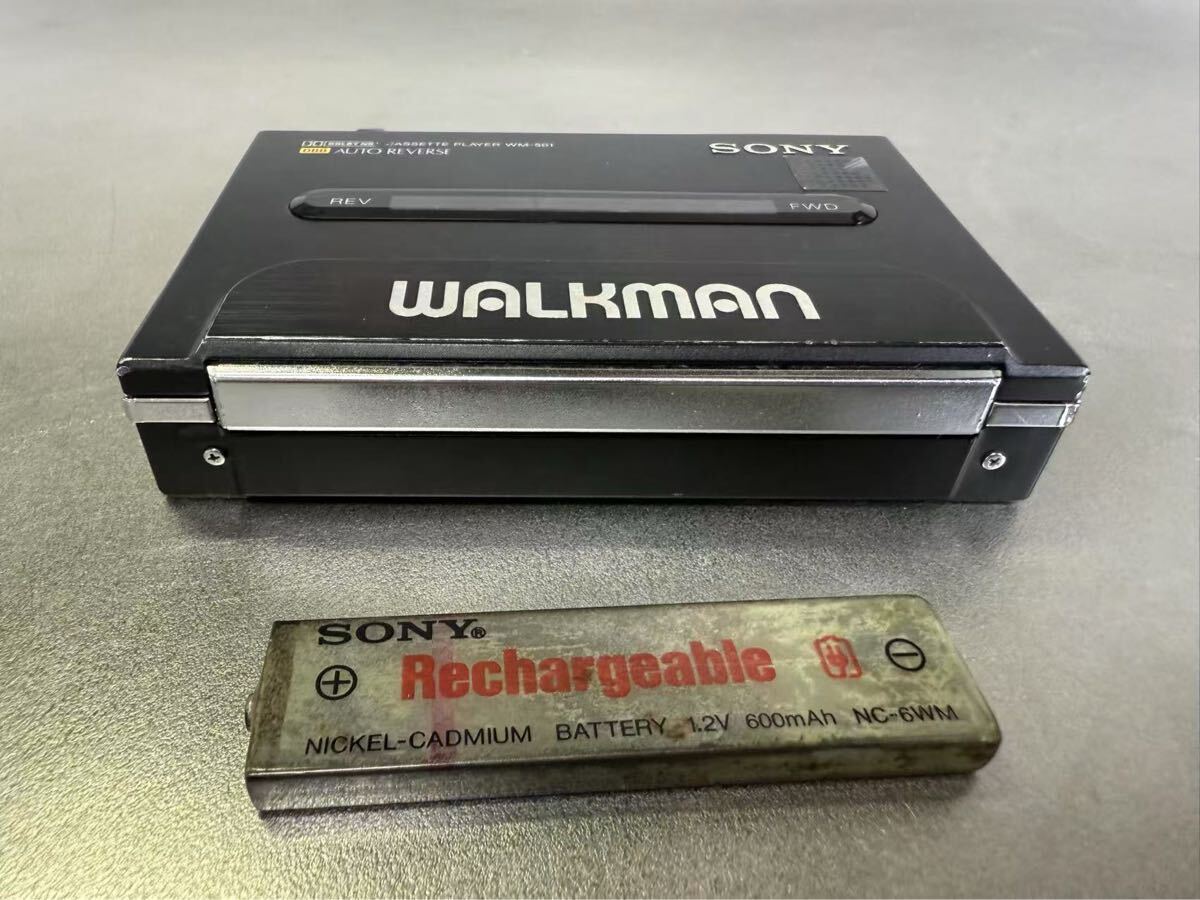 DOLBY NR CASSETTE PLAYER WM-501
DBB AUTO REVERSE
SONY
REV
FWD
WALKMAN
SONY®
Rechargeable
NICKEL-CADMIUM BATTERY 1.2V 600mAh NC-6WM